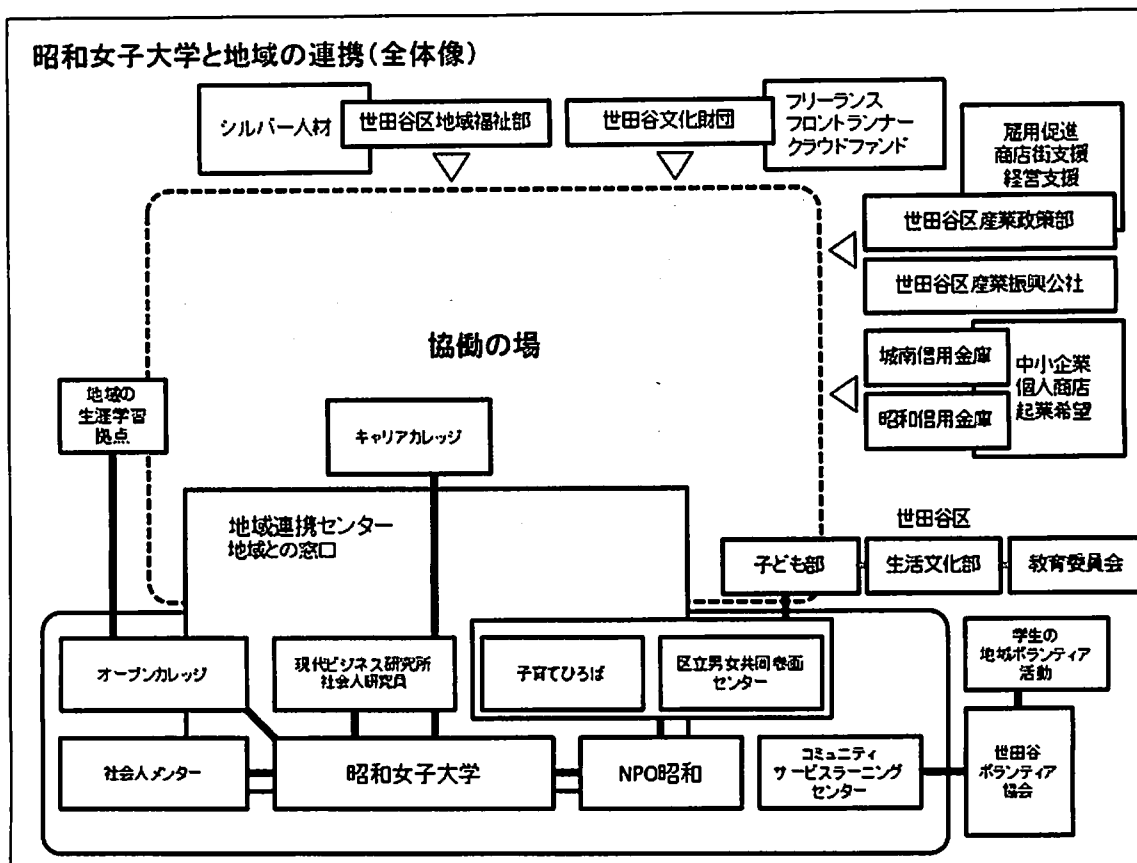 昭和女子大学と地域の連携(全体像)
シルバー人材
世田谷区地域福祉部
世田谷文化財団
フリーランス
フロントランナー
クラウドファンド
雇用促進
商店街支援
経営支援
世田谷区産業政策部
世田谷区産業振興公社
協働の場
城南信用金庫
昭和信用金庫
中小企業
個人商店
起業希望
地域の
生涯学習
拠点
キャリアカレッジ
地域連携センター
地域との窓口
世田谷区
子ども部
生活文化部
教育委員会
オープンカレッジ
現代ビジネス研究所
社会人研究員
子育てひろば
区立男女共同参画
センター
学生の
地域ボランティア
活動
社会人メンター
昭和女子大学
NPO昭和
コミュニティ
サービスラーニング
センター
世田谷
ボランティア
協会